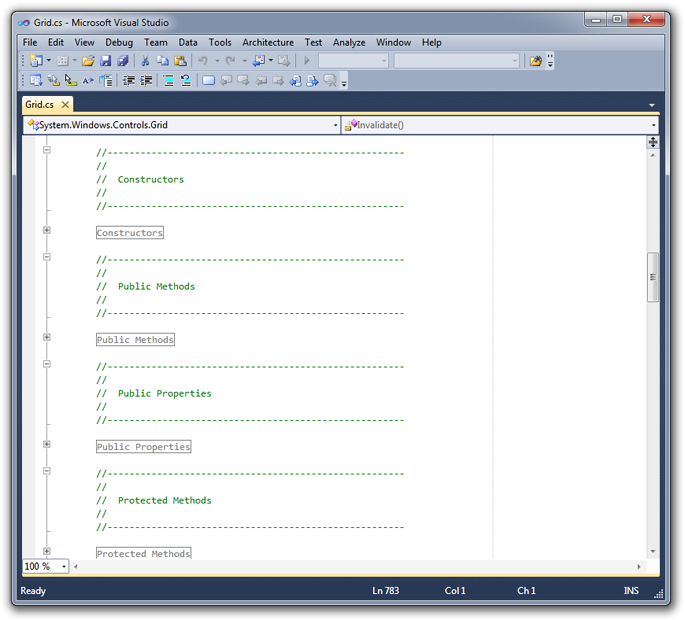 Grid.cs - Microsoft Visual Studio
File Edit View Debug Team Data Tools Architecture Test Analyze Window Help
Grid.cs
System.Windows.Controls.Grid Invalidate()
//---------------------------------------------------
//
// Constructors
//
//---------------------------------------------------
Constructors
//---------------------------------------------------
//
// Public Methods
//
//---------------------------------------------------
Public Methods
//---------------------------------------------------
//
// Public Properties
//
//---------------------------------------------------
Public Properties
//---------------------------------------------------
//
// Protected Methods
//
//---------------------------------------------------
Protected Methods
100 %
Ready Ln 783 Col 1 Ch 1 INS